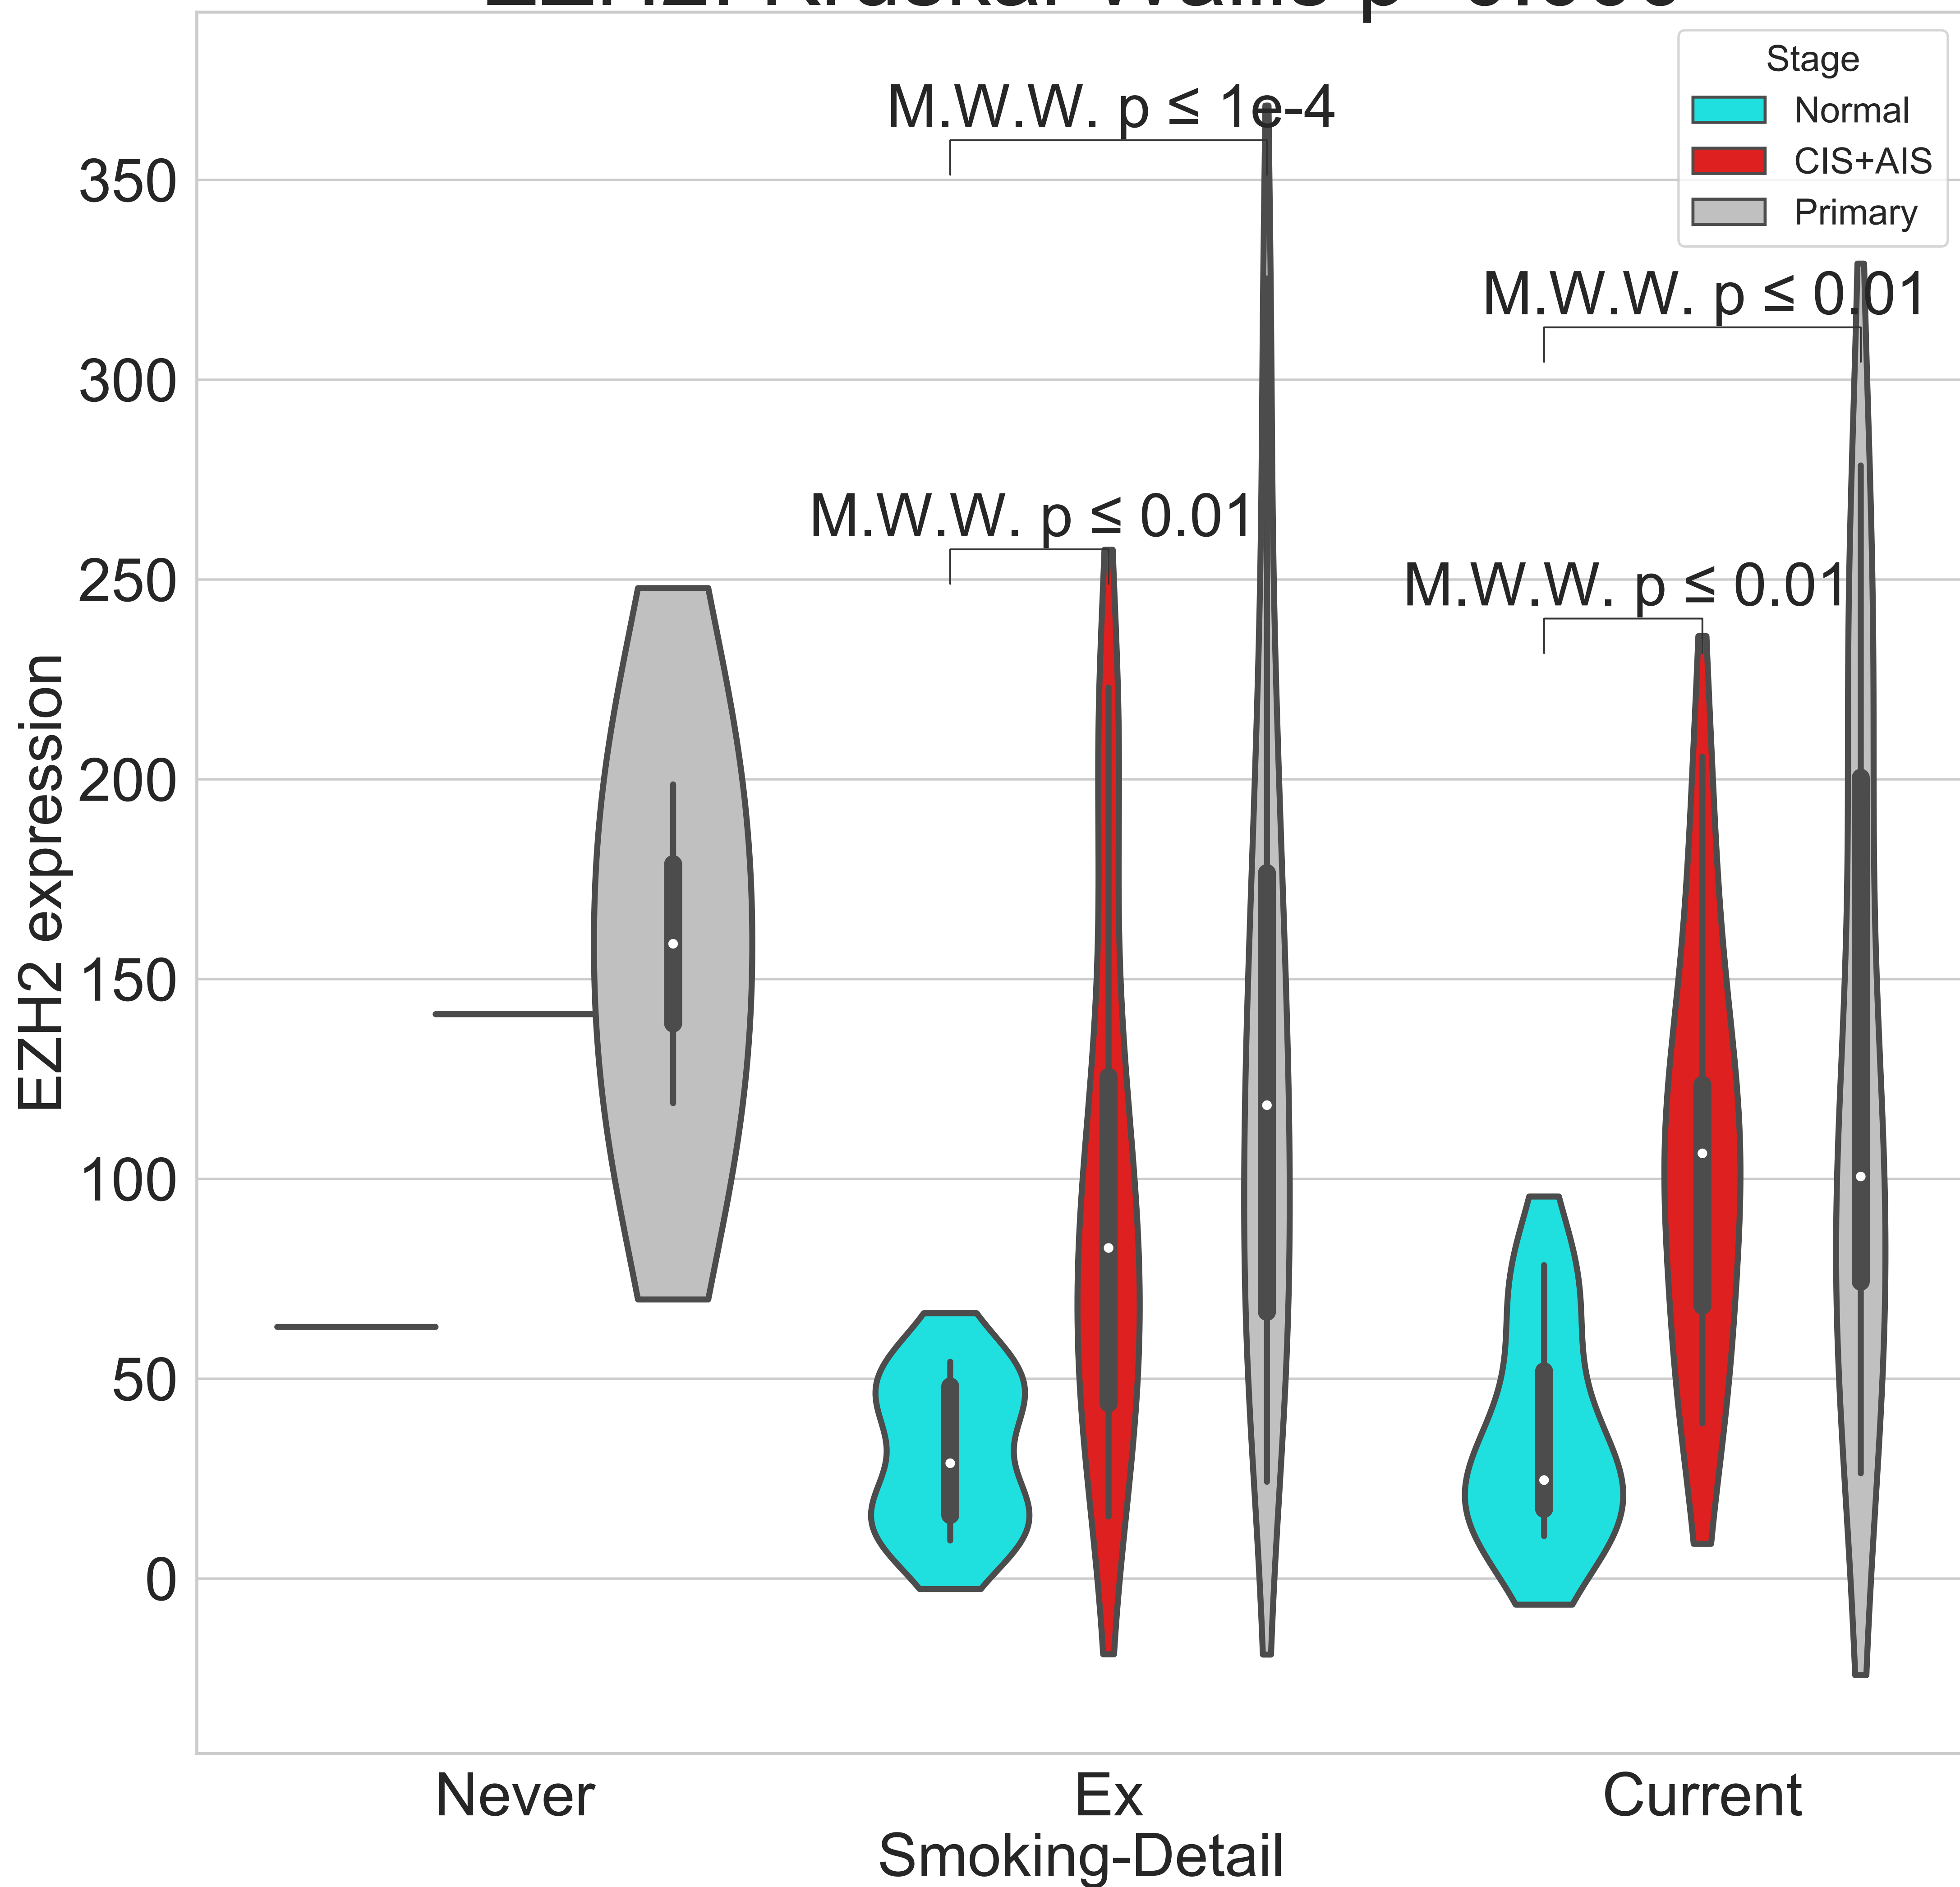 Stage
Normal
CIS+AIS
Primary
M.W.W. p ≤ 1e-4
M.W.W. p ≤ 0.01
M.W.W. p ≤ 0.01
M.W.W. p ≤ 0.01
350
300
250
200
150
100
50
0
EZH2 expression
Never
Ex
Current
Smoking-Detail